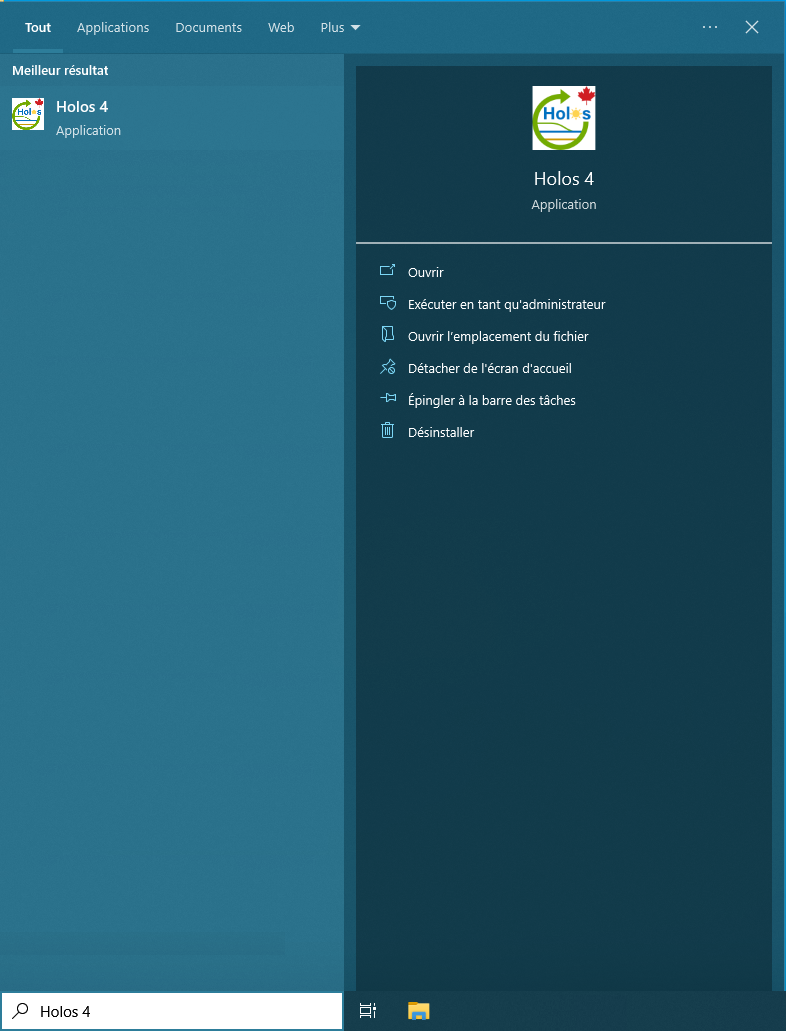 Tout Applications Documents Web Plus
Meilleur résultat
Holos 4
Application
Holos
Holos
Holos 4
Application
Ouvrir
Exécuter en tant qu'administrateur
Ouvrir l'emplacement du fichier
Détacher de l'écran d'accueil
Épingler à la barre des tâches
Désinstaller
Holos 4